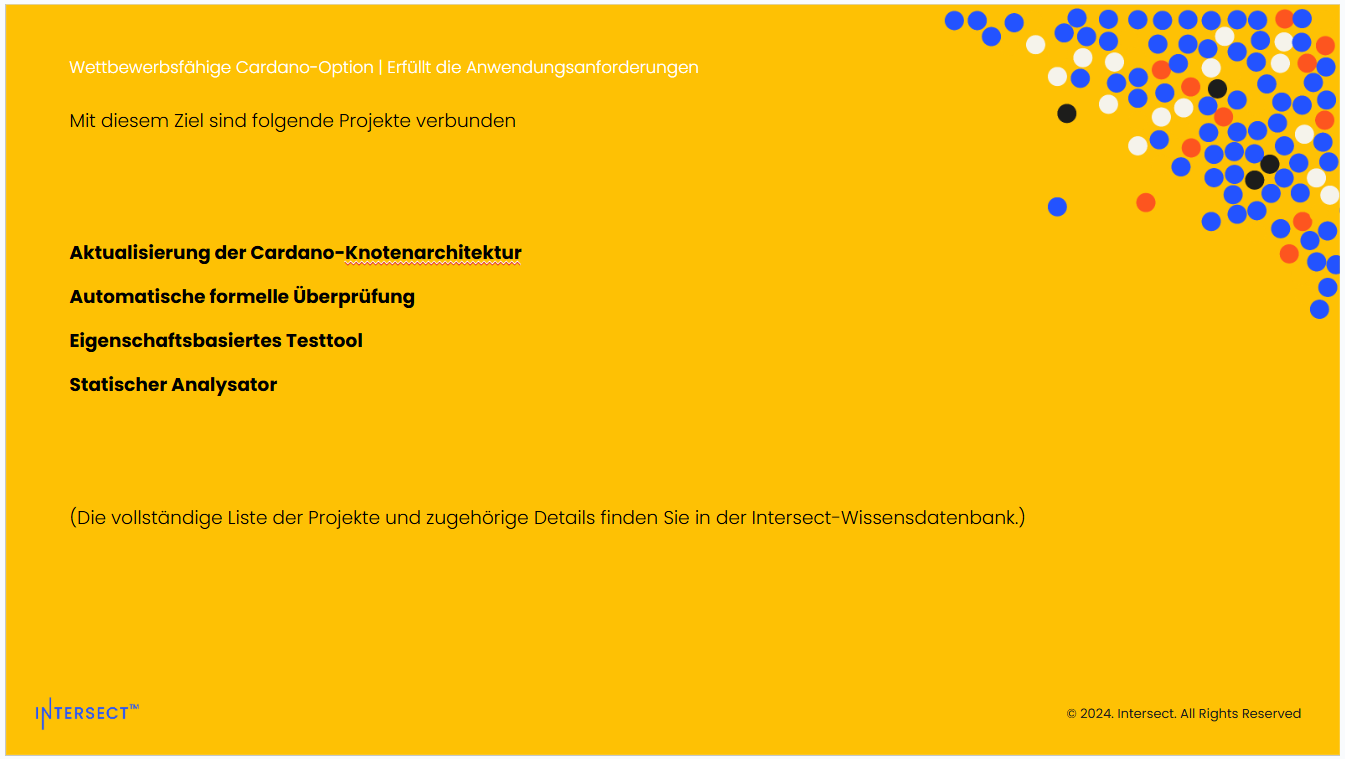 Wettbewerbsfähige Cardano-Option | Erfüllt die Anwendungsanforderungen
Mit diesem Ziel sind folgende Projekte verbunden
Aktualisierung der Cardano-Knotenarchitektur
Automatische formelle Überprüfung
Eigenschaftsbasiertes Testtool
Statischer Analysator
(Die vollständige Liste der Projekte und zugehörige Details finden Sie in der Intersect-Wissensdatenbank.)
INTERSECT™
© 2024. Intersect. All Rights Reserved